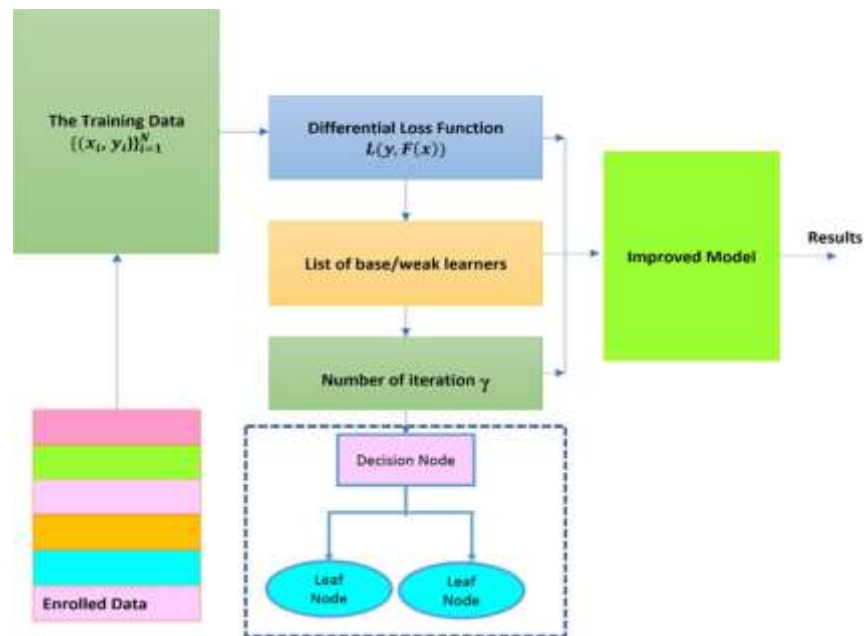 The Training Data
{(xᵢ, yᵢ)}ᵢ₌₁ᴺ
Differential Loss Function
L(y, F(x))
List of base/weak learners
Number of iteration γ
Improved Model
Results
Decision Node
Leaf
Node
Leaf
Node
Enrolled Data